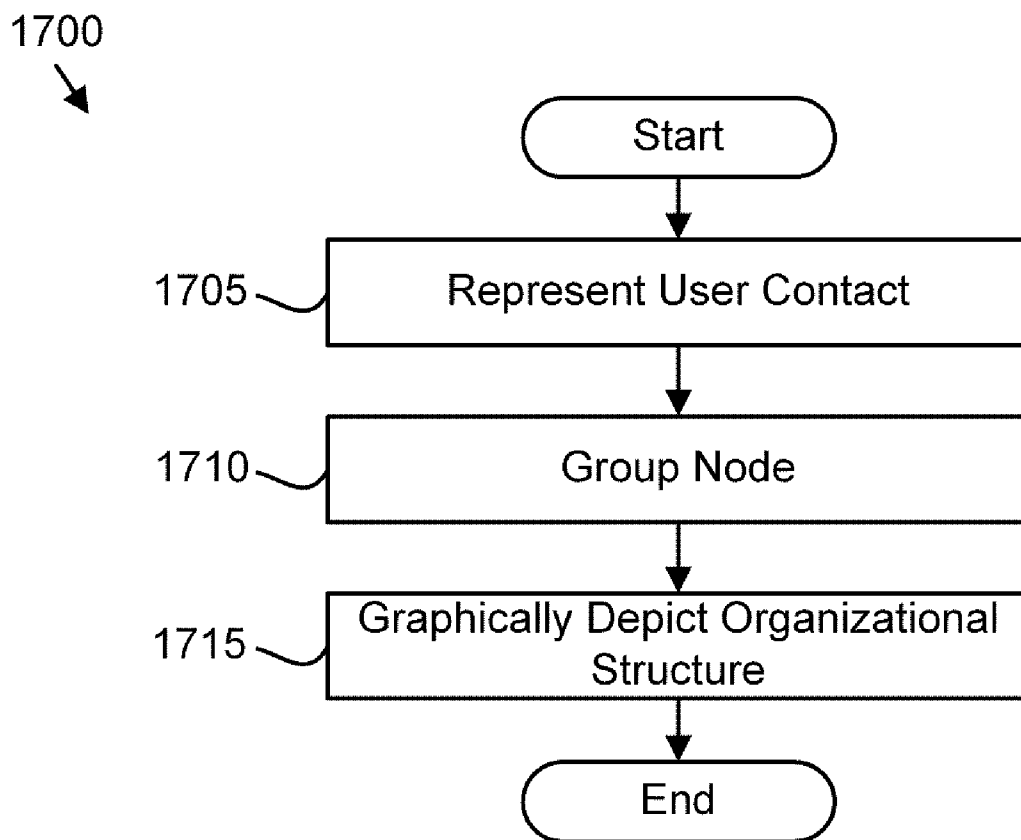 1700
Start
1705
Represent User Contact
1710
Group Node
1715
Graphically Depict Organizational
Structure
End